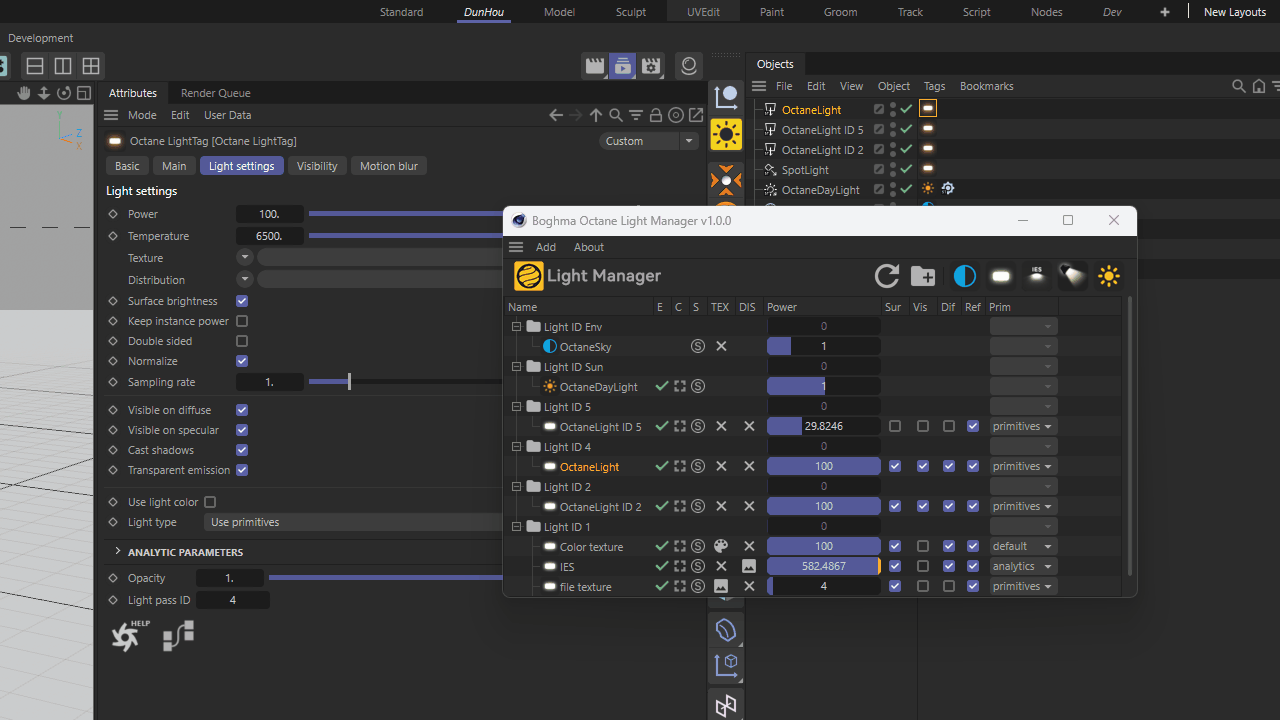 Standard DunHou Model Sculpt UVEdit Paint Groom Track Script Nodes Dev + New Layouts
Development
Attributes Render Queue
Mode Edit User Data
Octane LightTag [Octane LightTag] Custom
Basic Main Light settings Visibility Motion blur
Light settings
Power 100.
Temperature 6500.
Texture
Distribution
Surface brightness
Keep instance power
Double sided
Normalize
Sampling rate 1.
Visible on diffuse
Visible on specular
Cast shadows
Transparent emission
Use light color
Light type Use primitives
ANALYTIC PARAMETERS
Opacity 1.
Light pass ID 4
HELP
Y
Z
X
Objects
File Edit View Object Tags Bookmarks
OctaneLight
OctaneLight ID 5
OctaneLight ID 2
SpotLight
OctaneDayLight
Boghma Octane Light Manager v1.0.0
Add About
Light Manager IES
Name E C S TEX DIS Power Sur Vis Dif Ref Prim
Light ID Env 0
OctaneSky S 1
Light ID Sun 0
OctaneDayLight S 1
Light ID 5 0
OctaneLight ID 5 S 29.8246 primitives
Light ID 4 0
OctaneLight S 100 primitives
Light ID 2 0
OctaneLight ID 2 S 100 primitives
Light ID 1 0
Color texture S 100 default
IES S 582.4867 analytics
file texture S 4 primitives